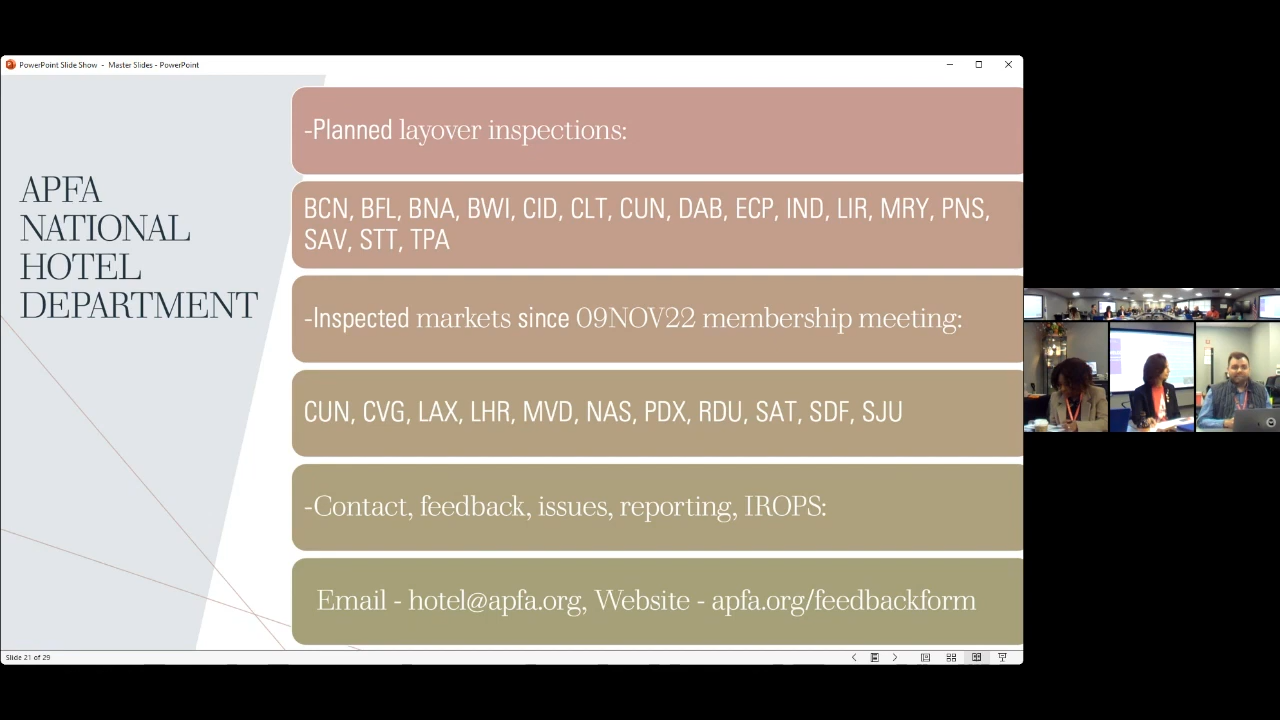 PowerPoint Slide Show - Master Slides - PowerPoint
APFA
NATIONAL
HOTEL
DEPARTMENT
-Planned layover inspections:
BCN, BFL, BNA, BWI, CID, CLT, CUN, DAB, ECP, IND, LIR, MRY, PNS,
SAV, STT, TPA
-Inspected markets since 09NOV22 membership meeting:
CUN, CVG, LAX, LHR, MVD, NAS, PDX, RDU, SAT, SDF, SJU
-Contact, feedback, issues, reporting, IROPS:
Email - hotel@apfa.org, Website - apfa.org/feedbackform
Slide 21 of 29